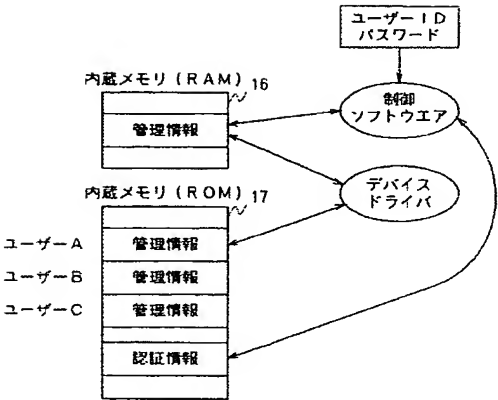 ユーザーID
パスワード
内蔵メモリ(RAM) 16
管理情報
制御
ソフトウエア
デバイス
ドライバ
内蔵メモリ(ROM) 17
ユーザーA 管理情報
ユーザーB 管理情報
ユーザーC 管理情報
認証情報